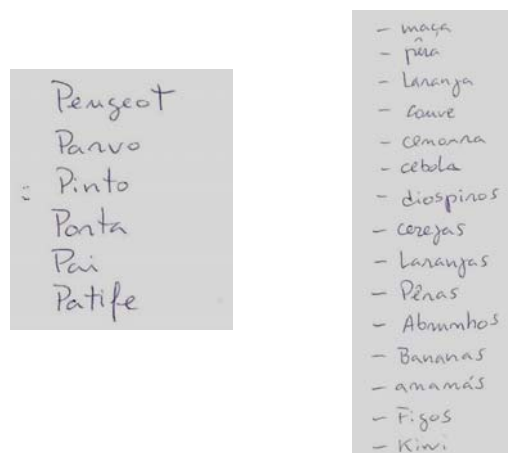 Peugeot
Parvo
: Pinto
Porta
Pai
Patife
- maça
- pêra
- Laranja
- couve
- cenoura
- cebola
- diospiros
- cerejas
- Laranjas
- Pêras
- Abrunhos
- Bananas
- ananás
- Figos
- Kiwi